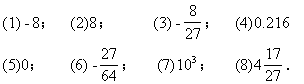 (1) -8; (2)8; (3) -8/27; (4)0.216
(5)0; (6) -27/64; (7)10³; (8)4 17/27.